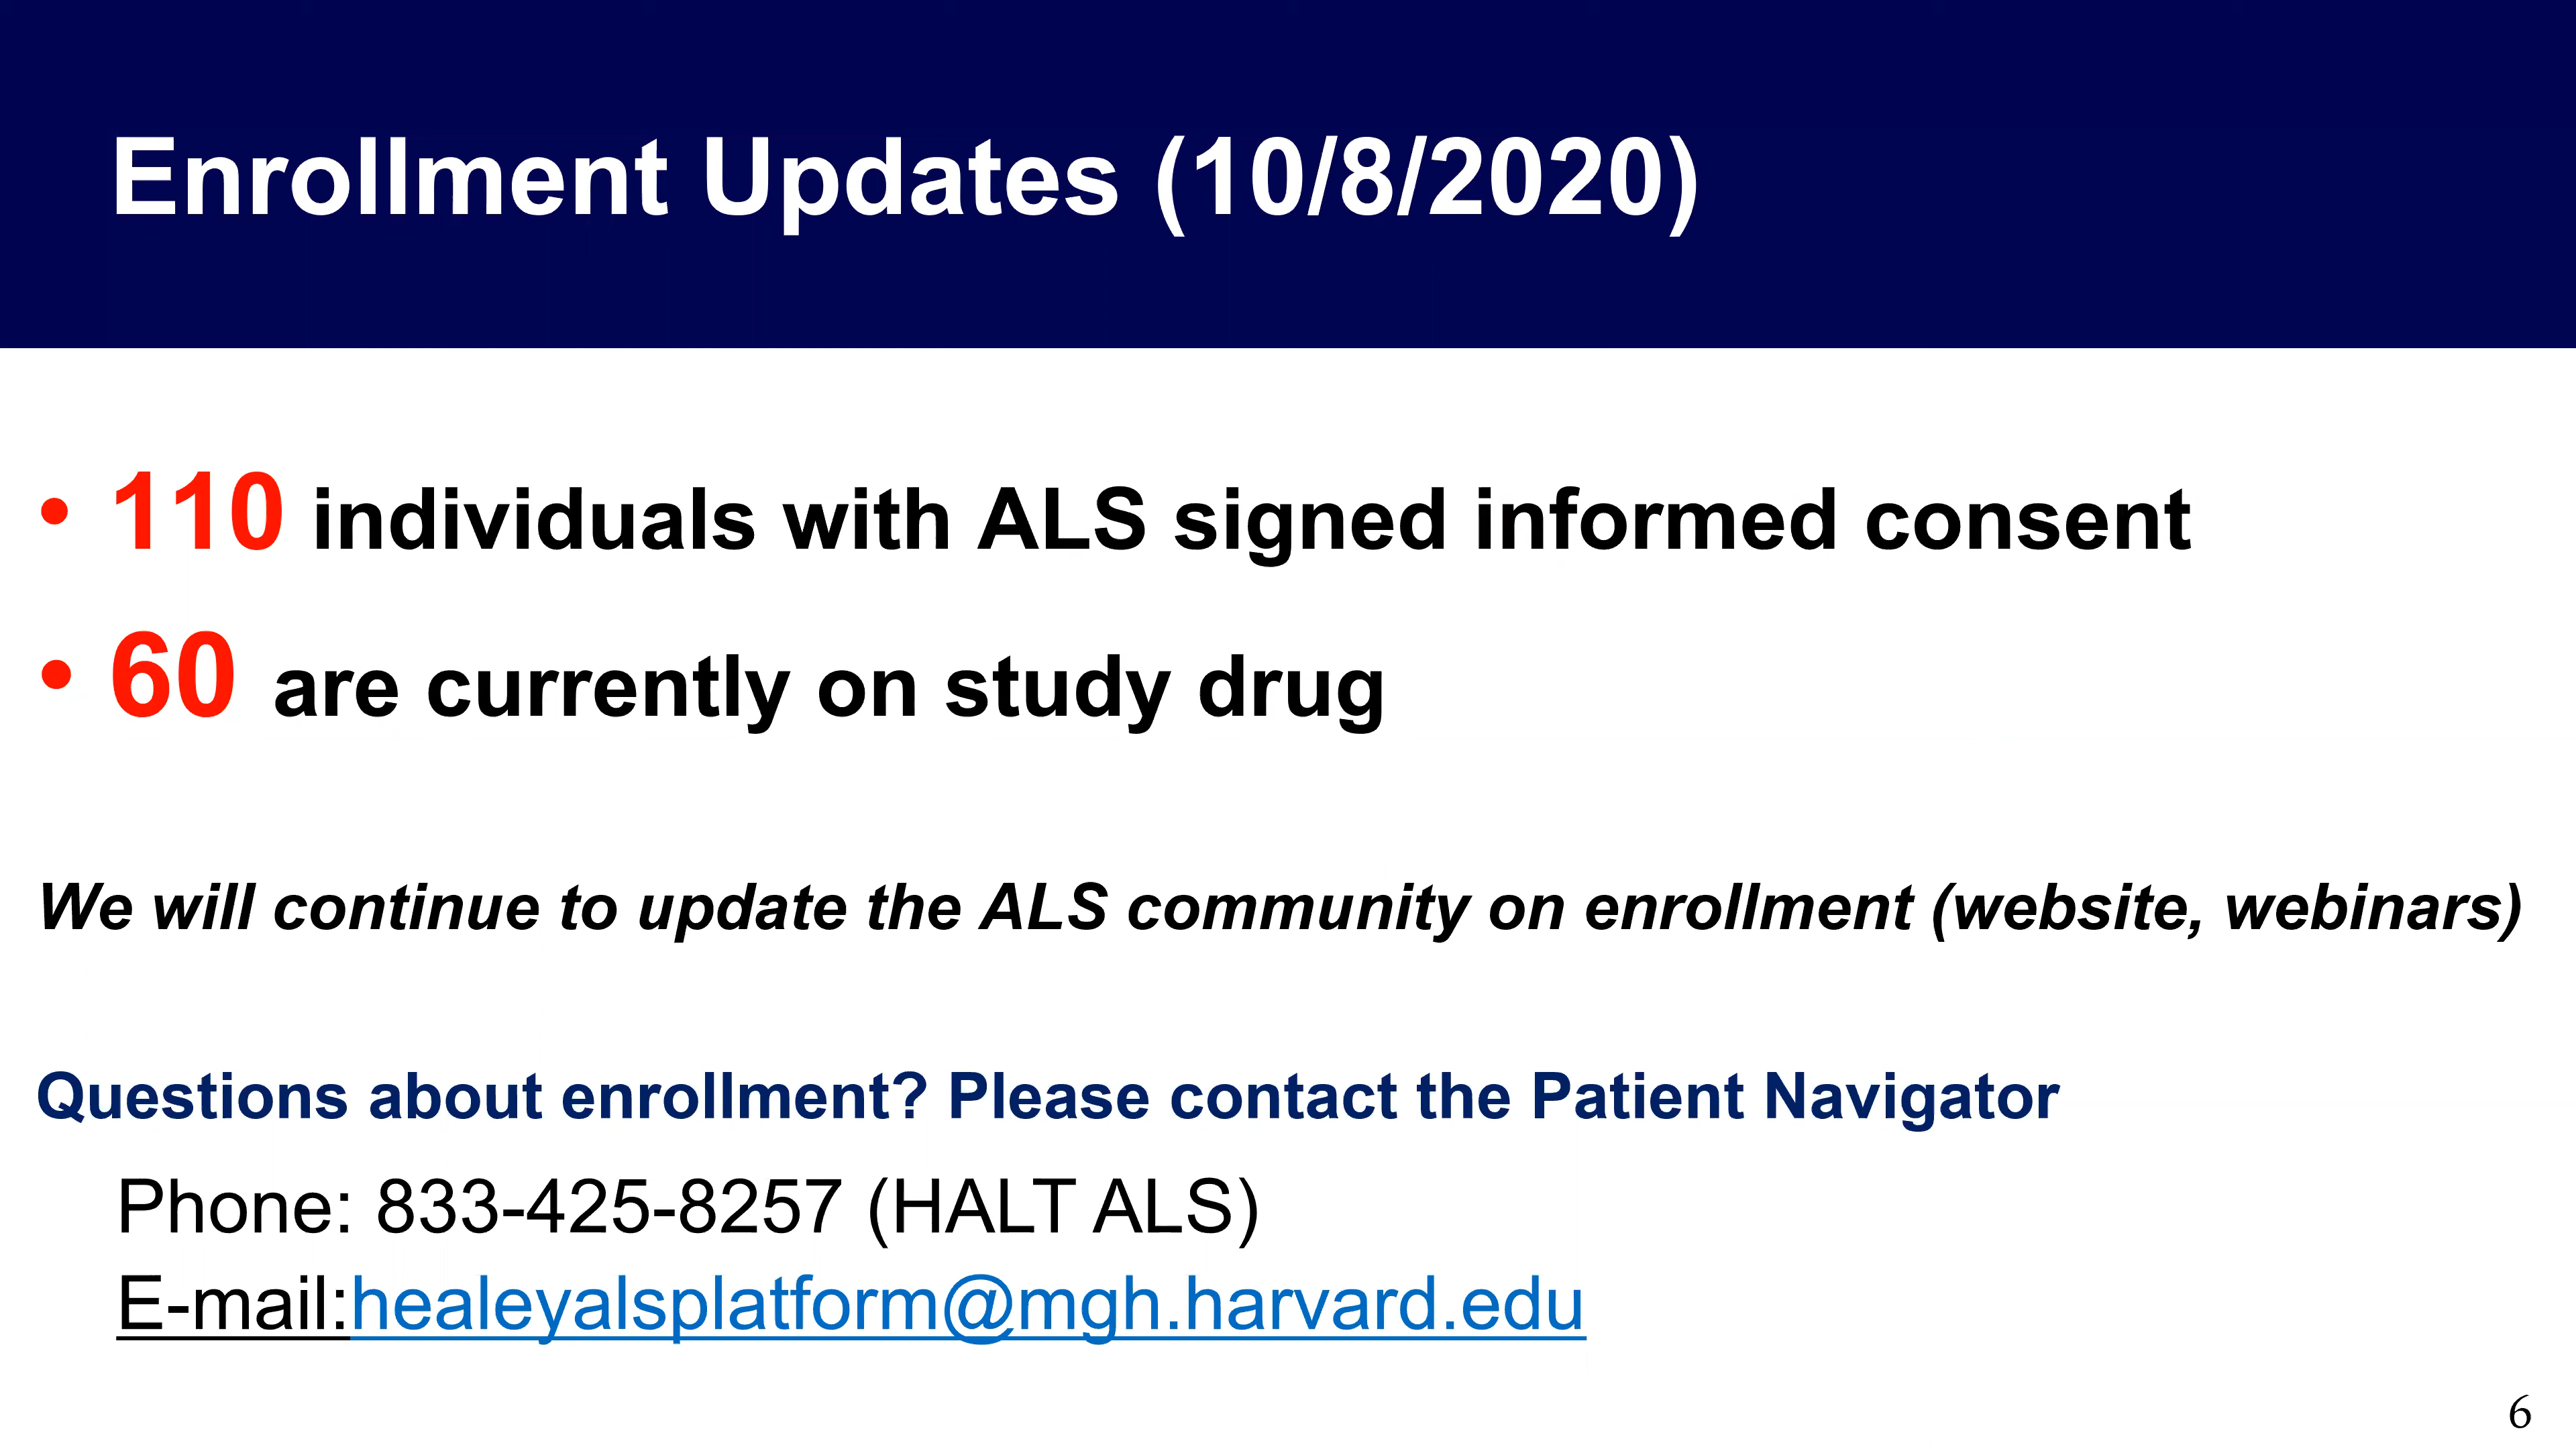 Enrollment Updates (10/8/2020)
• 110 individuals with ALS signed informed consent
• 60 are currently on study drug
We will continue to update the ALS community on enrollment (website, webinars)
Questions about enrollment? Please contact the Patient Navigator
Phone: 833-425-8257 (HALT ALS)
E-mail:healeyalsplatform@mgh.harvard.edu
6